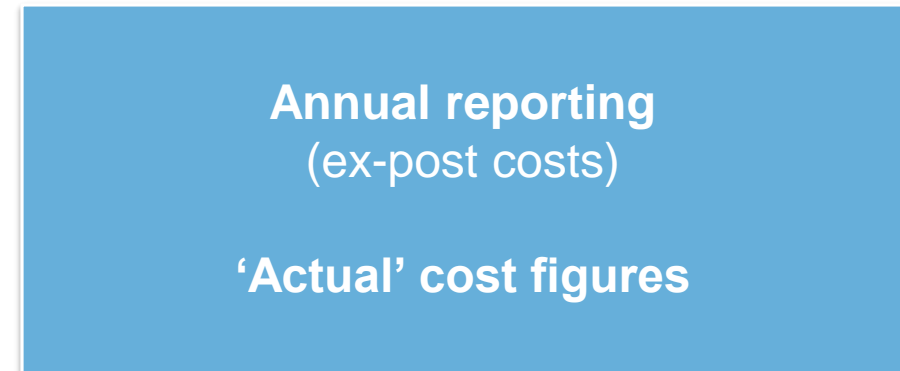 Annual reporting
(ex-post costs)
‘Actual’ cost figures